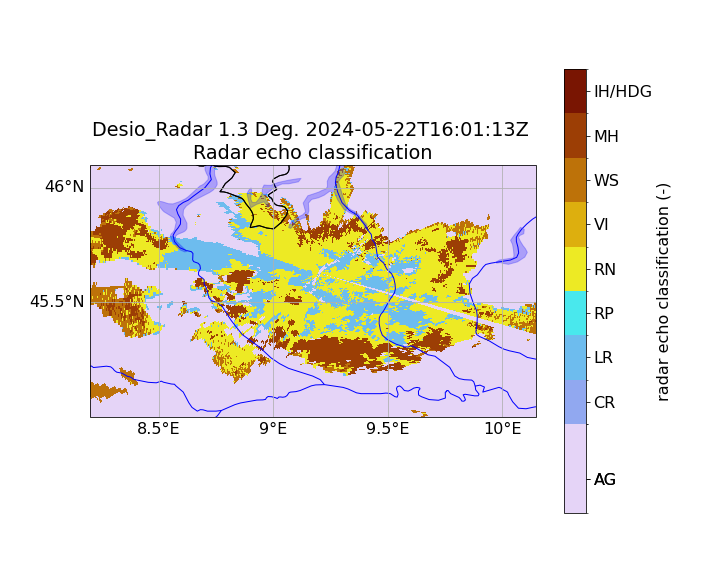 Desio_Radar 1.3 Deg. 2024-05-22T16:01:13Z
Radar echo classification
46°N
45.5°N
8.5°E
9°E
9.5°E
10°E
IH/HDG
MH
WS
VI
RN
RP
LR
CR
AG
radar echo classification (-)